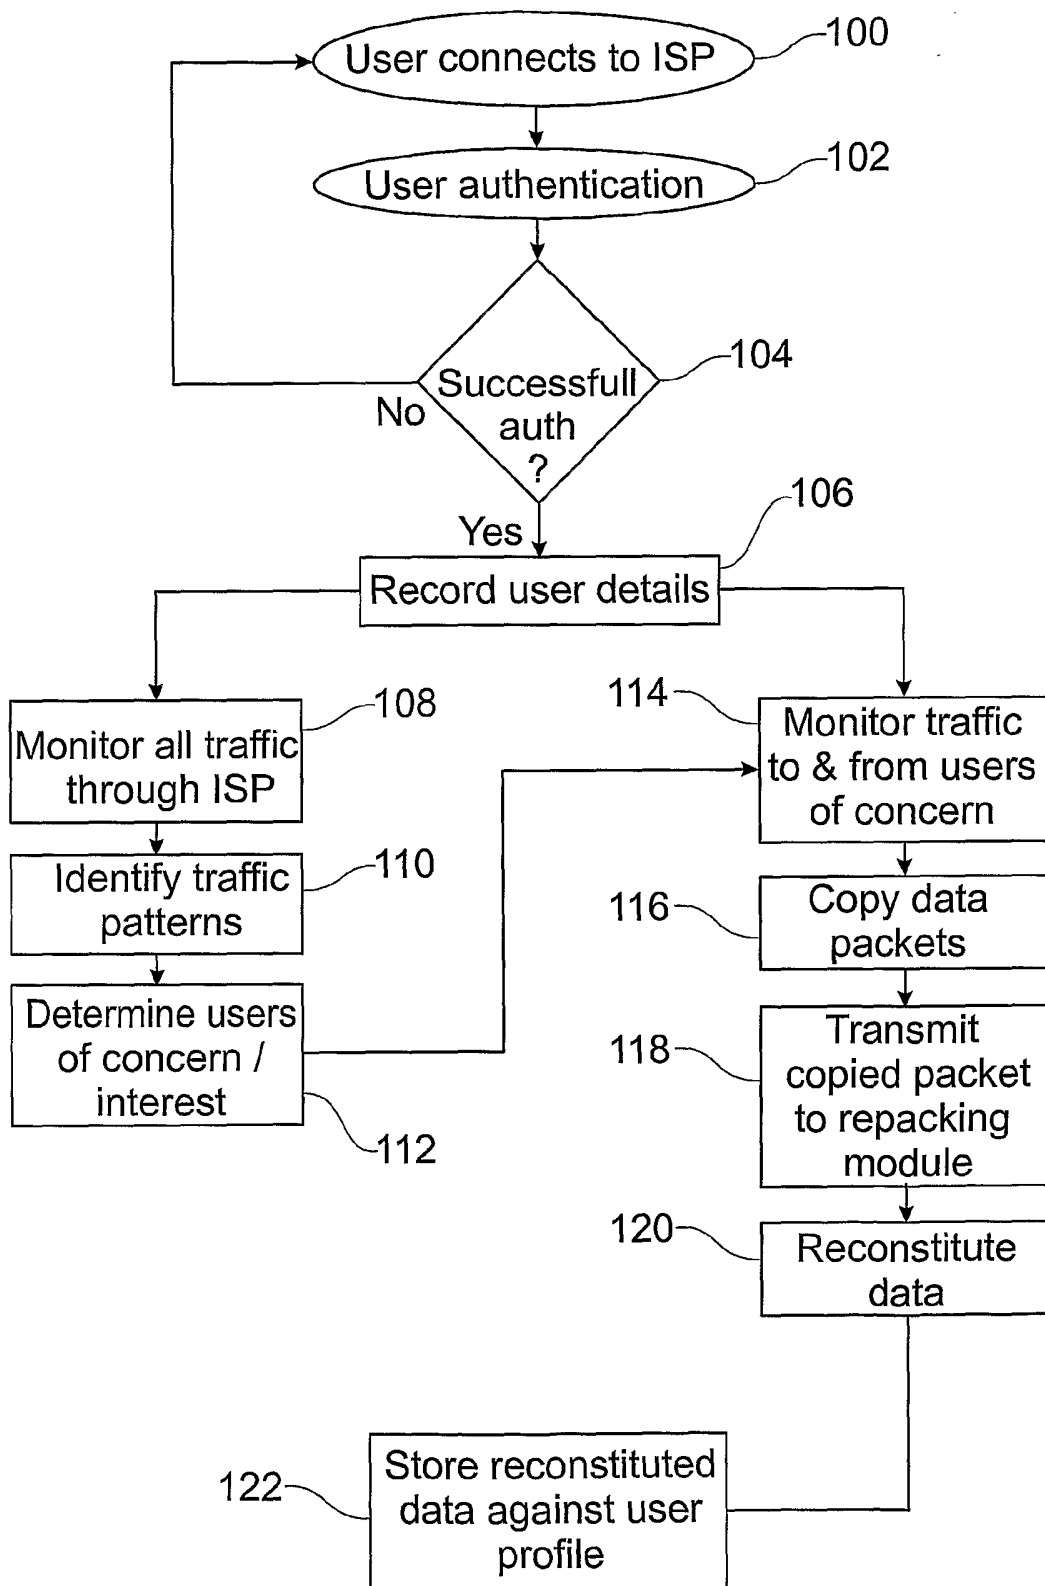 User connects to ISP
100
User authentication
102
Successfull
auth
?
104
No
Yes
106
Record user details
108
Monitor all traffic
through ISP
110
Identify traffic
patterns
Determine users
of concern /
interest
112
114
Monitor traffic
to & from users
of concern
116
Copy data
packets
118
Transmit
copied packet
to repacking
module
120
Reconstitute
data
122
Store reconstituted
data against user
profile